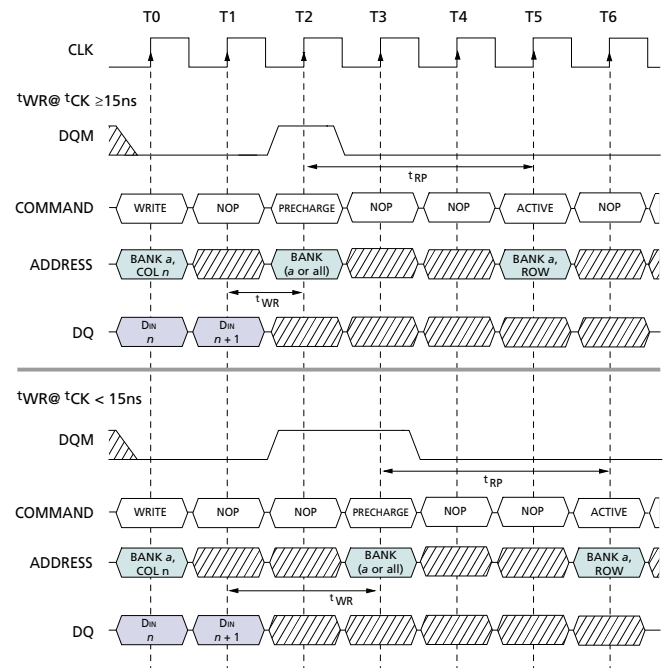 T0 T1 T2 T3 T4 T5 T6
CLK
tWR@ tCK ≥15ns
DQM
tRP
COMMAND WRITE NOP PRECHARGE NOP NOP ACTIVE NOP
ADDRESS BANK a, COL n BANK (a or all) BANK a, ROW
tWR
DQ DIN n DIN n + 1
tWR@ tCK < 15ns
DQM
tRP
COMMAND WRITE NOP NOP PRECHARGE NOP NOP ACTIVE
ADDRESS BANK a, COL n BANK (a or all) BANK a, ROW
tWR
DQ DIN n DIN n + 1